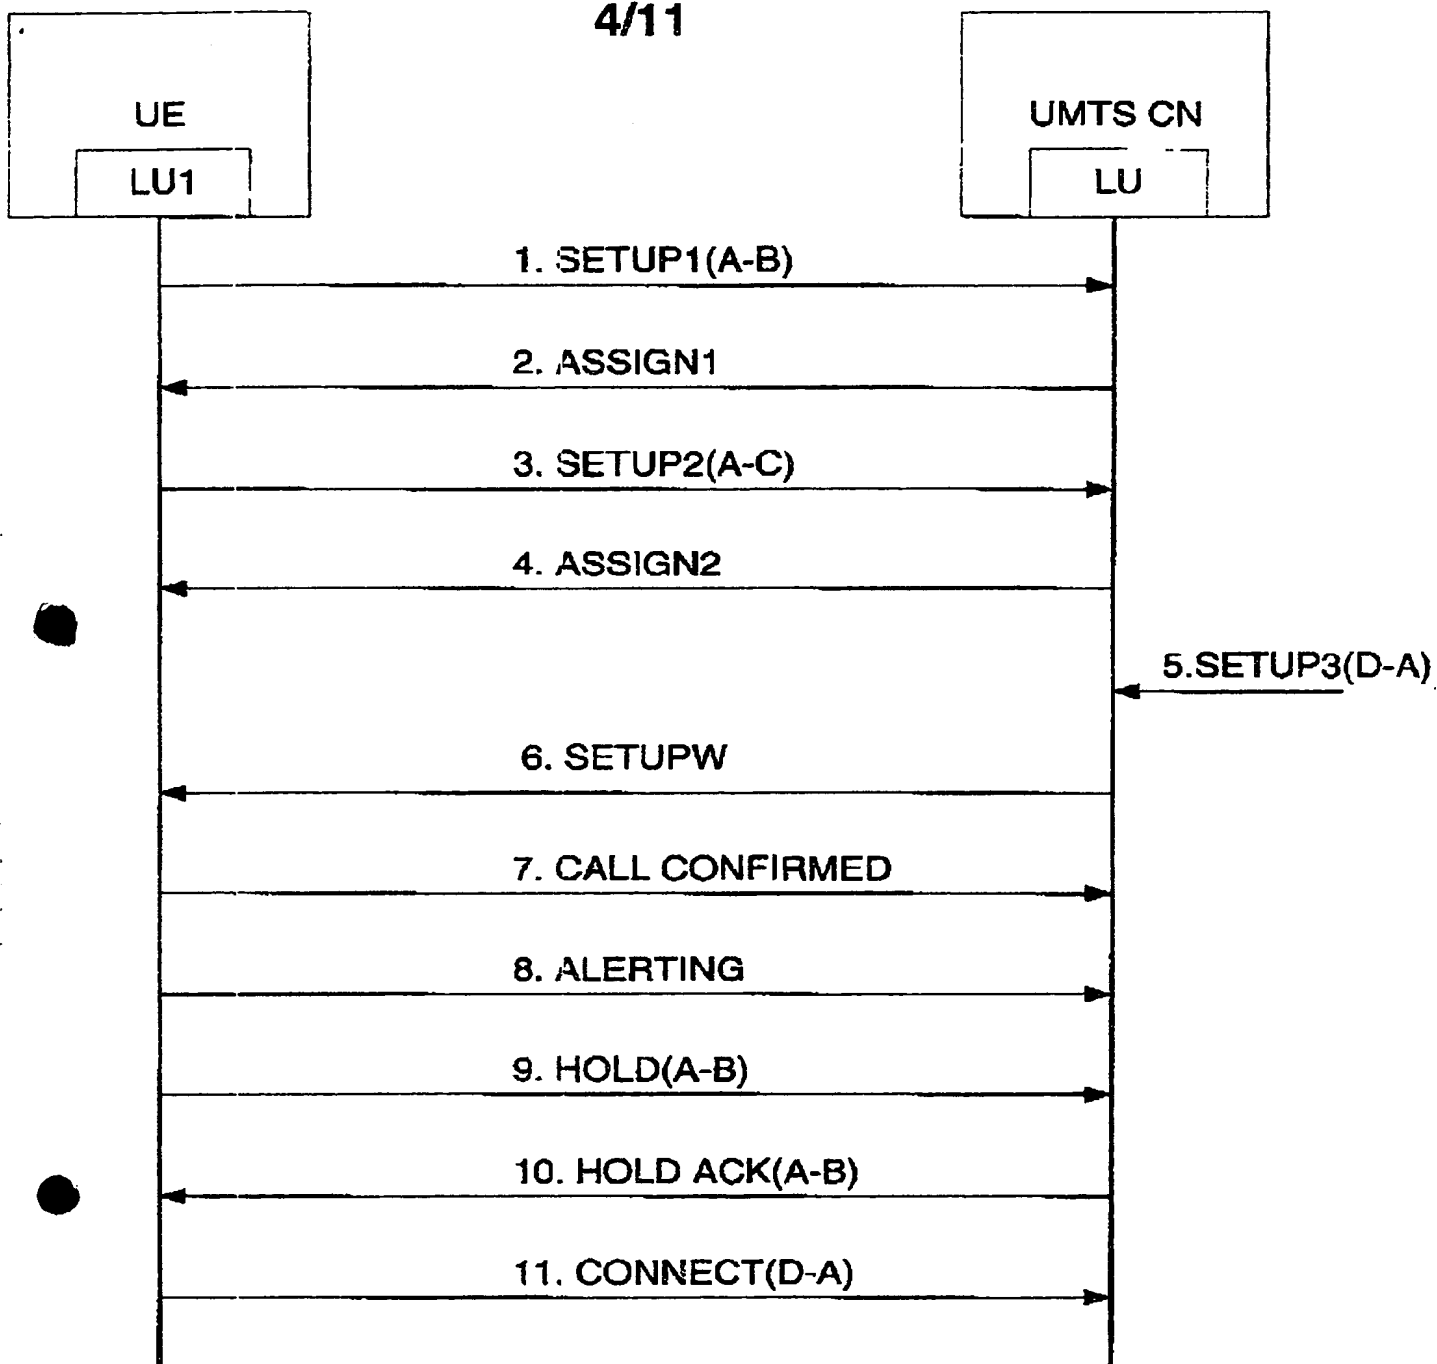 4/11
UE
LU1
UMTS CN
LU
1. SETUP1(A-B)
2. ASSIGN1
3. SETUP2(A-C)
4. ASSIGN2
5.SETUP3(D-A)
6. SETUPW
7. CALL CONFIRMED
8. ALERTING
9. HOLD(A-B)
10. HOLD ACK(A-B)
11. CONNECT(D-A)